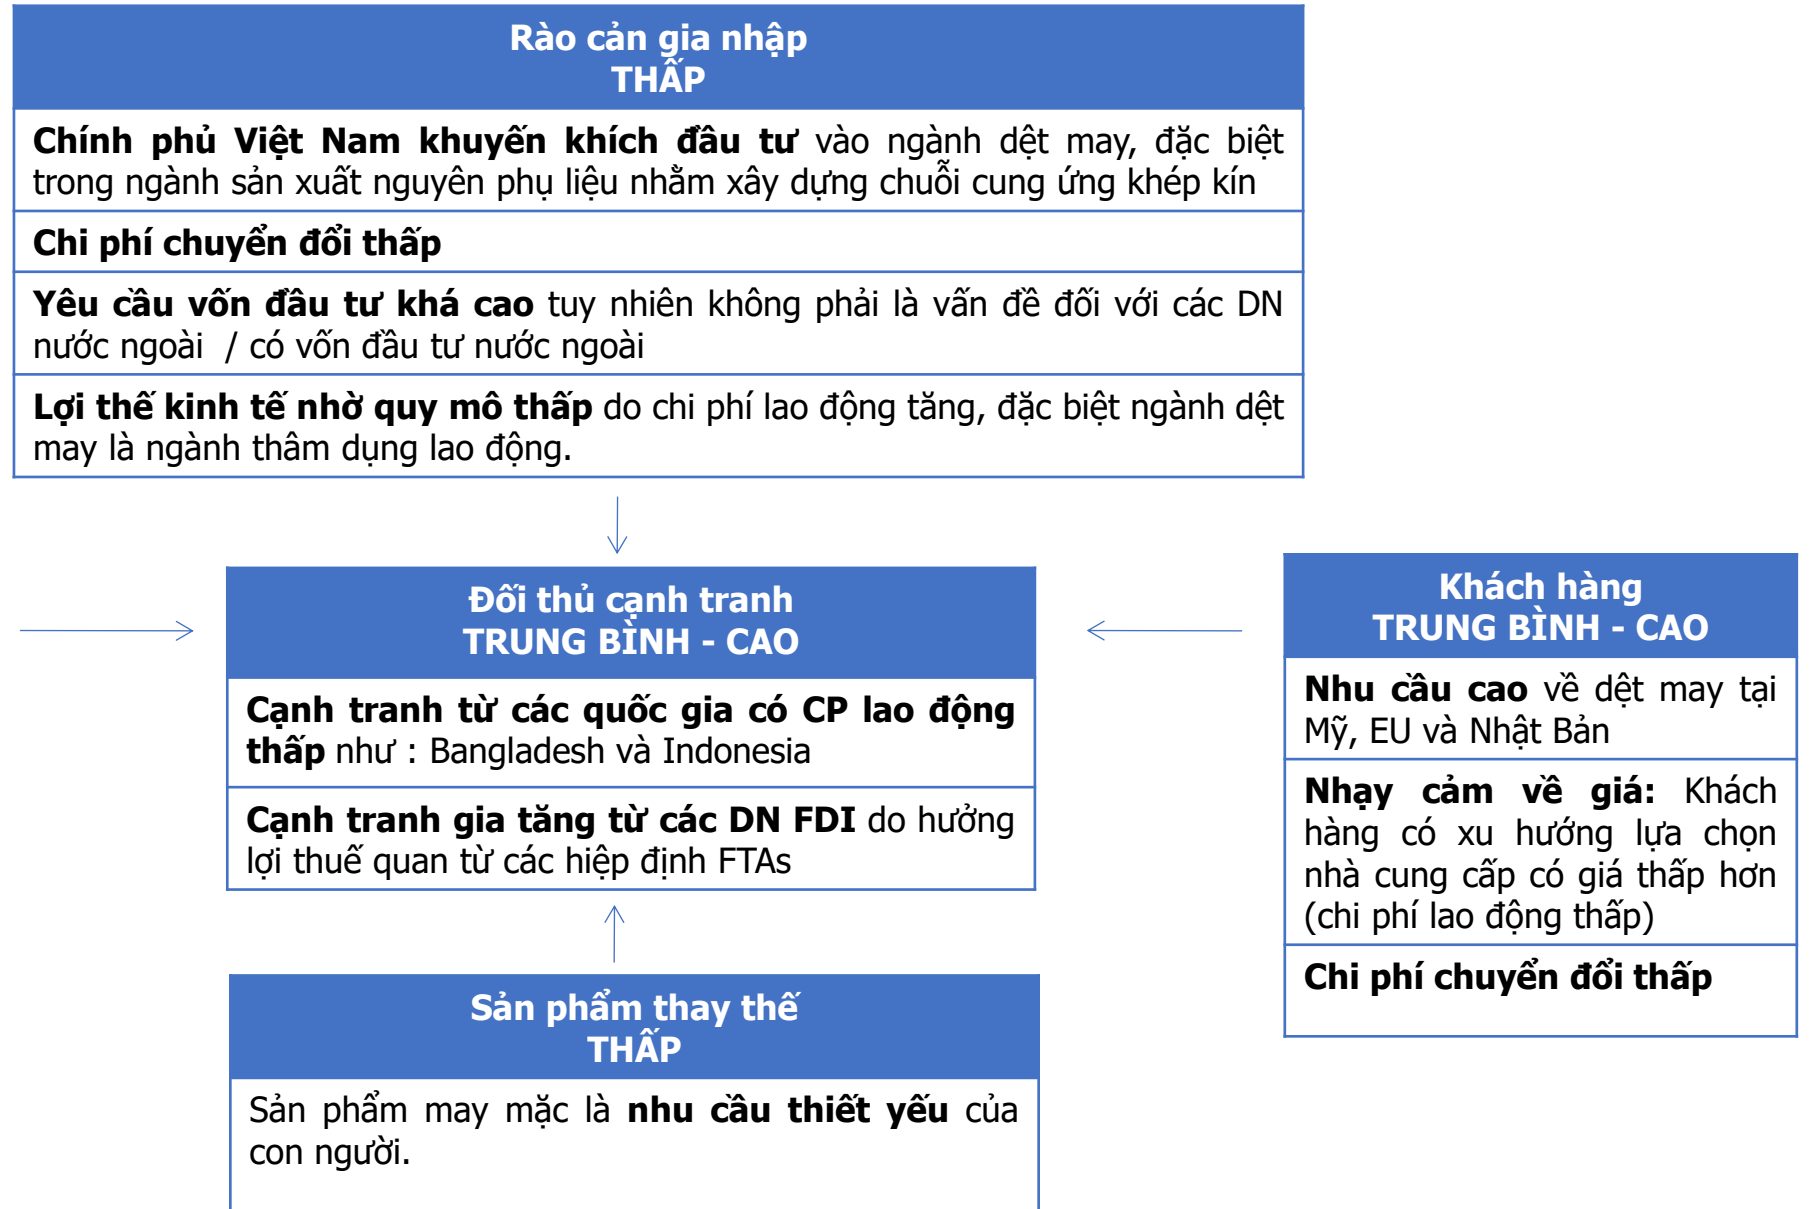 Rào cản gia nhập
THẤP
Chính phủ Việt Nam khuyến khích đầu tư vào ngành dệt may, đặc biệt
trong ngành sản xuất nguyên phụ liệu nhằm xây dựng chuỗi cung ứng khép kín
Chi phí chuyển đổi thấp
Yêu cầu vốn đầu tư khá cao tuy nhiên không phải là vấn đề đối với các DN
nước ngoài / có vốn đầu tư nước ngoài
Lợi thế kinh tế nhờ quy mô thấp do chi phí lao động tăng, đặc biệt ngành dệt
may là ngành thâm dụng lao động.
Đối thủ cạnh tranh
TRUNG BÌNH - CAO
Cạnh tranh từ các quốc gia có CP lao động
thấp như : Bangladesh và Indonesia
Cạnh tranh gia tăng từ các DN FDI do hưởng
lợi thuế quan từ các hiệp định FTAs
Khách hàng
TRUNG BÌNH - CAO
Nhu cầu cao về dệt may tại
Mỹ, EU và Nhật Bản
Nhạy cảm về giá: Khách
hàng có xu hướng lựa chọn
nhà cung cấp có giá thấp hơn
(chi phí lao động thấp)
Chi phí chuyển đổi thấp
Sản phẩm thay thế
THẤP
Sản phẩm may mặc là nhu cầu thiết yếu của
con người.